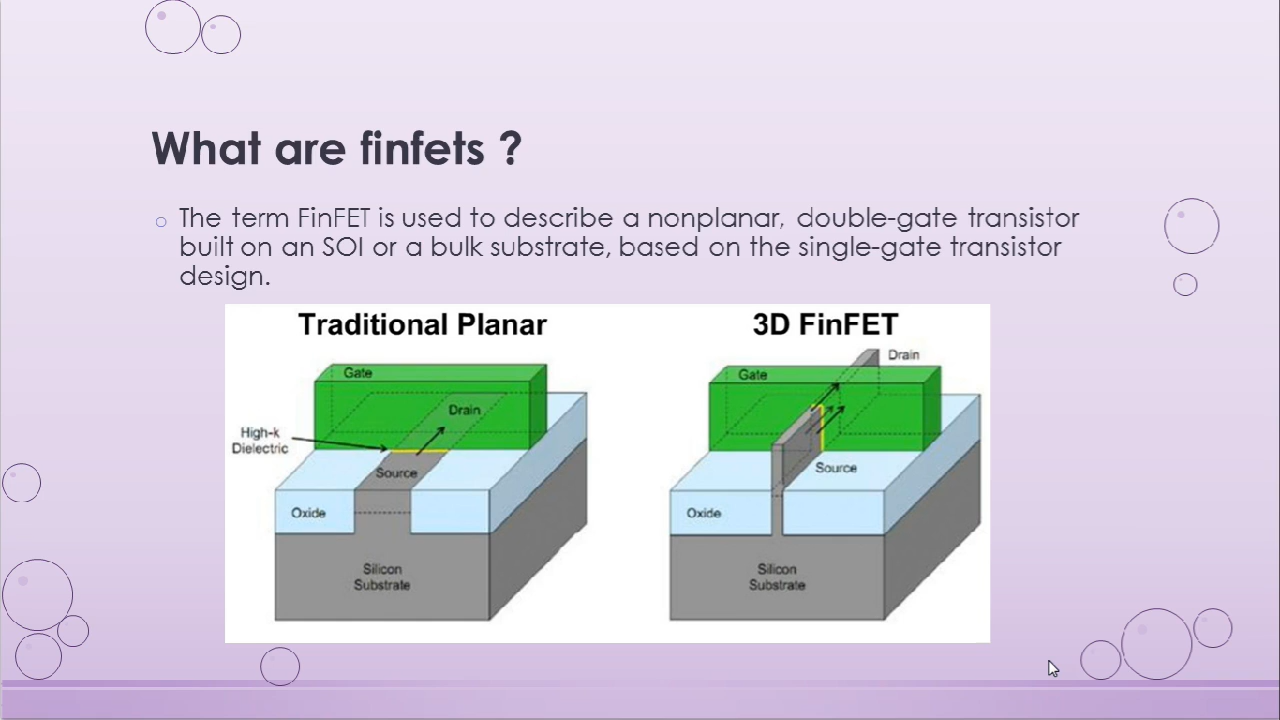 What are finfets ?
The term FinFET is used to describe a nonplanar, double-gate transistor
built on an SOI or a bulk substrate, based on the single-gate transistor
design.
Traditional Planar
Gate
Drain
High-k
Dielectric
Source
Oxide
Silicon
Substrate
3D FinFET
Drain
Gate
Source
Oxide
Silicon
Substrate